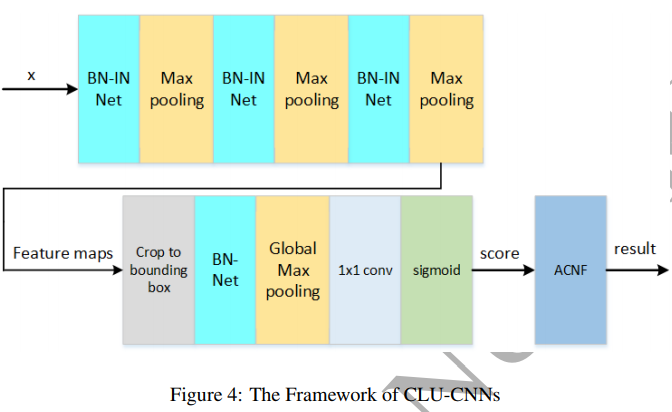 x
BN-IN
Net
Max
pooling
BN-IN
Net
Max
pooling
BN-IN
Net
Max
pooling
Feature maps
Crop to
bounding
box
BN-
Net
Global
Max
pooling
1x1 conv
sigmoid
score
ACNF
result
Figure 4: The Framework of CLU-CNNs